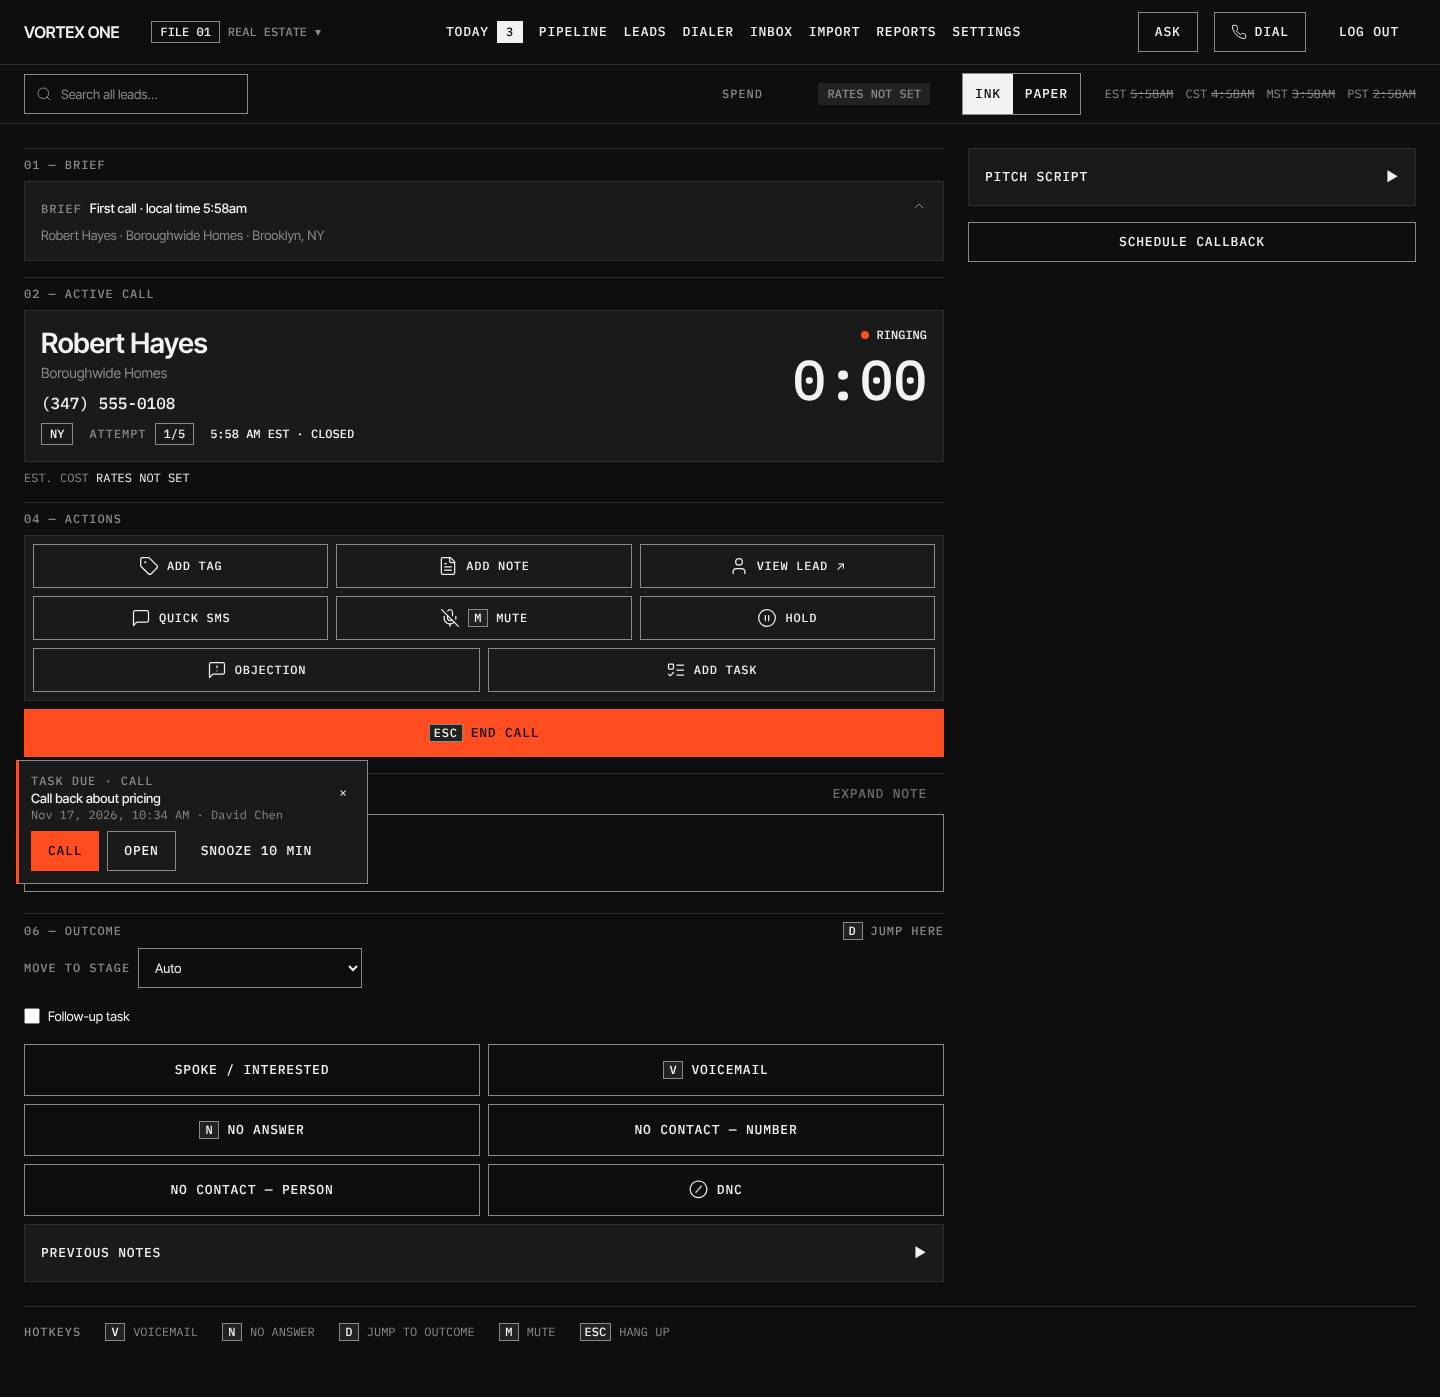 VORTEX ONE FILE 01 REAL ESTATE ▾ TODAY 3 PIPELINE LEADS DIALER INBOX IMPORT REPORTS SETTINGS ASK DIAL LOG OUT
Search all leads... SPEND RATES NOT SET INK PAPER EST 5:58AM CST 4:58AM MST 3:58AM PST 2:58AM
01 — BRIEF
BRIEF First call · local time 5:58am
Robert Hayes · Boroughwide Homes · Brooklyn, NY
PITCH SCRIPT ▶
SCHEDULE CALLBACK
02 — ACTIVE CALL
Robert Hayes
RINGING
Boroughwide Homes
0:00
(347) 555-0108
NY ATTEMPT 1/5 5:58 AM EST · CLOSED
EST. COST RATES NOT SET
04 — ACTIONS
ADD TAG ADD NOTE VIEW LEAD ↗
QUICK SMS M MUTE HOLD
OBJECTION ADD TASK
ESC END CALL
TASK DUE · CALL
×
Call back about pricing
Nov 17, 2026, 10:34 AM · David Chen
CALL OPEN SNOOZE 10 MIN
EXPAND NOTE
06 — OUTCOME D JUMP HERE
MOVE TO STAGE Auto
Follow-up task
SPOKE / INTERESTED V VOICEMAIL
N NO ANSWER NO CONTACT — NUMBER
NO CONTACT — PERSON DNC
PREVIOUS NOTES ▶
HOTKEYS V VOICEMAIL N NO ANSWER D JUMP TO OUTCOME M MUTE ESC HANG UP